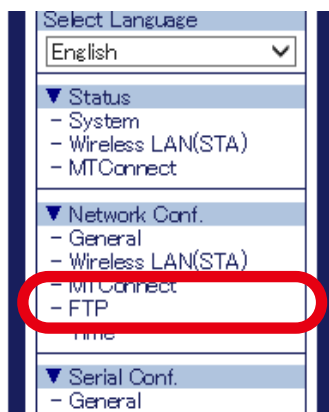 Select Language
English
▼ Status
- System
- Wireless LAN(STA)
- MTConnect
▼ Network Conf.
- General
- Wireless LAN(STA)
- MTConnect
- FTP
- Time
▼ Serial Conf.
- General